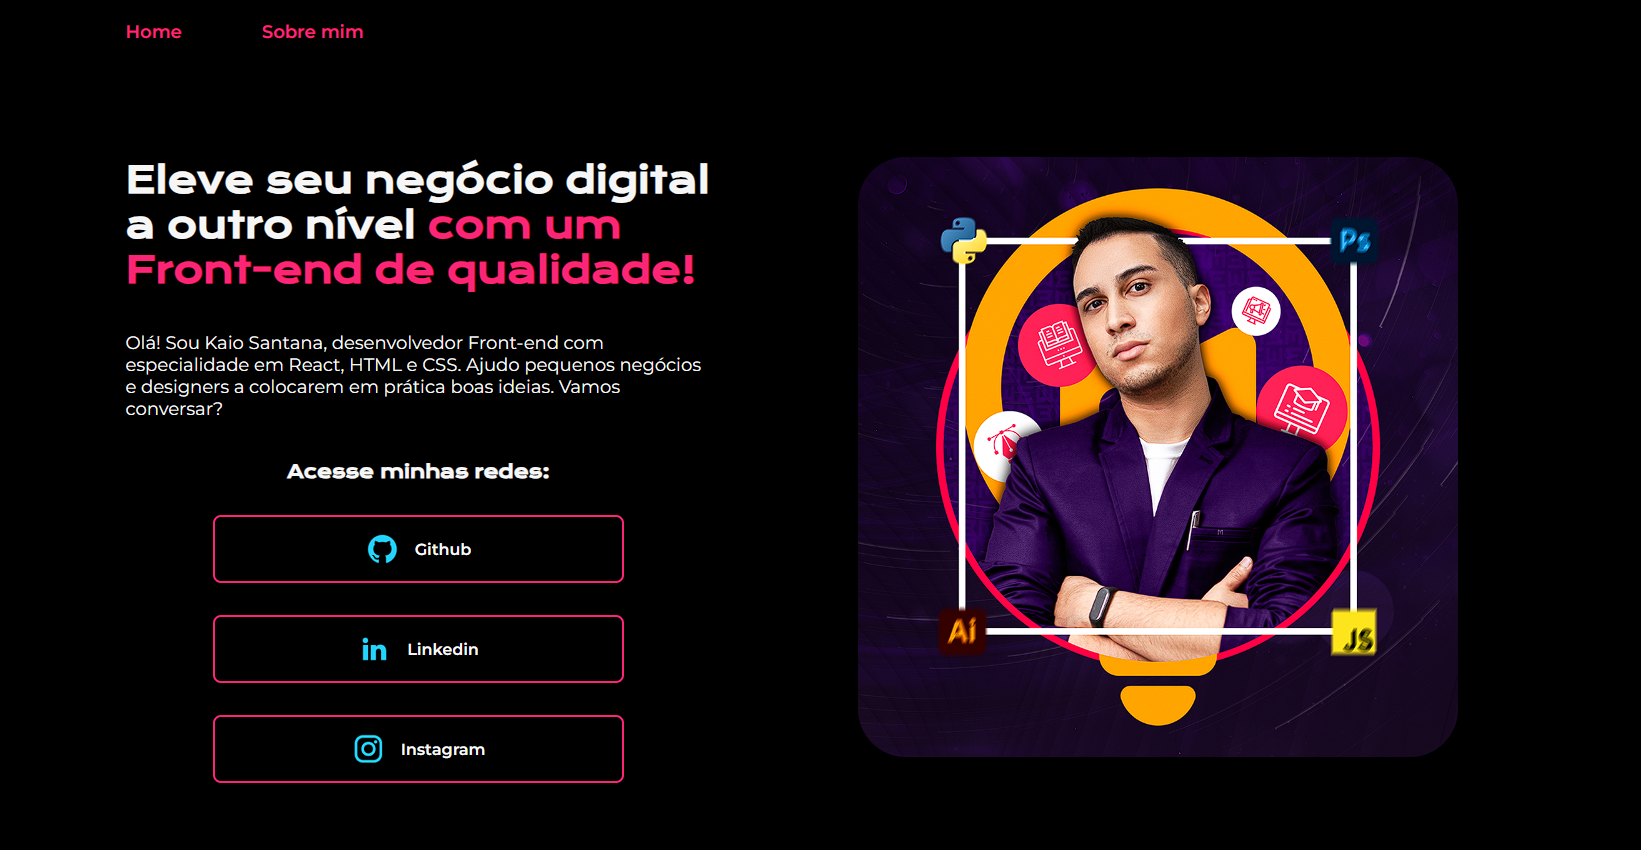 Home
Sobre mim
Eleve seu negócio digital
a outro nível com um
Front-end de qualidade!
Olá! Sou Kaio Santana, desenvolvedor Front-end com
especialidade em React, HTML e CSS. Ajudo pequenos negócios
e designers a colocarem em prática boas ideias. Vamos
conversar?
Acesse minhas redes:
Github
in
Linkedin
Instagram
Ps
M
Ai
JS